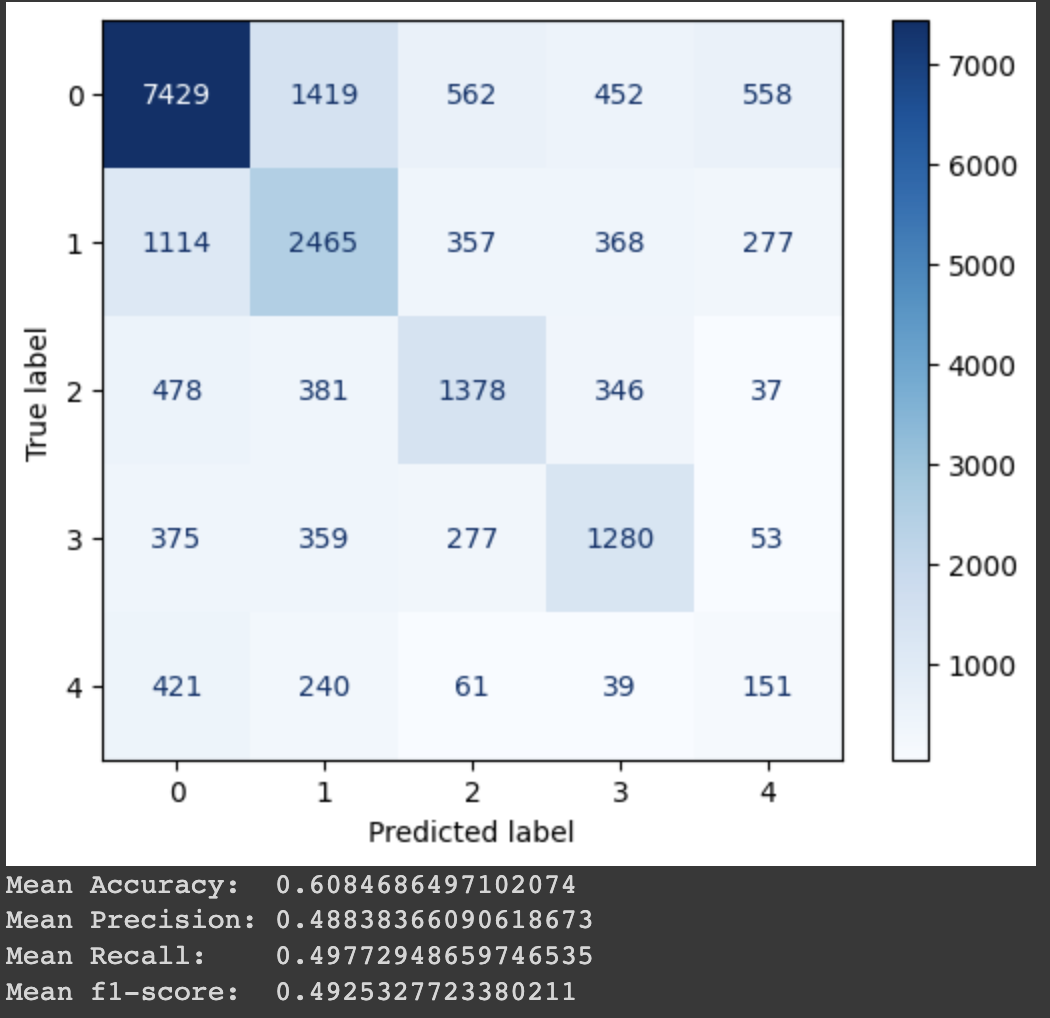 7000
0 7429 1419 562 452 558
6000
1 1114 2465 357 368 277
5000
4000
True label
2 478 381 1378 346 37
3000
3 375 359 277 1280 53
2000
1000
4 421 240 61 39 151
0 1 2 3 4
Predicted label
Mean Accuracy: 0.6084686497102074
Mean Precision: 0.48838366090618673
Mean Recall: 0.49772948659746535
Mean f1-score: 0.4925327723380211